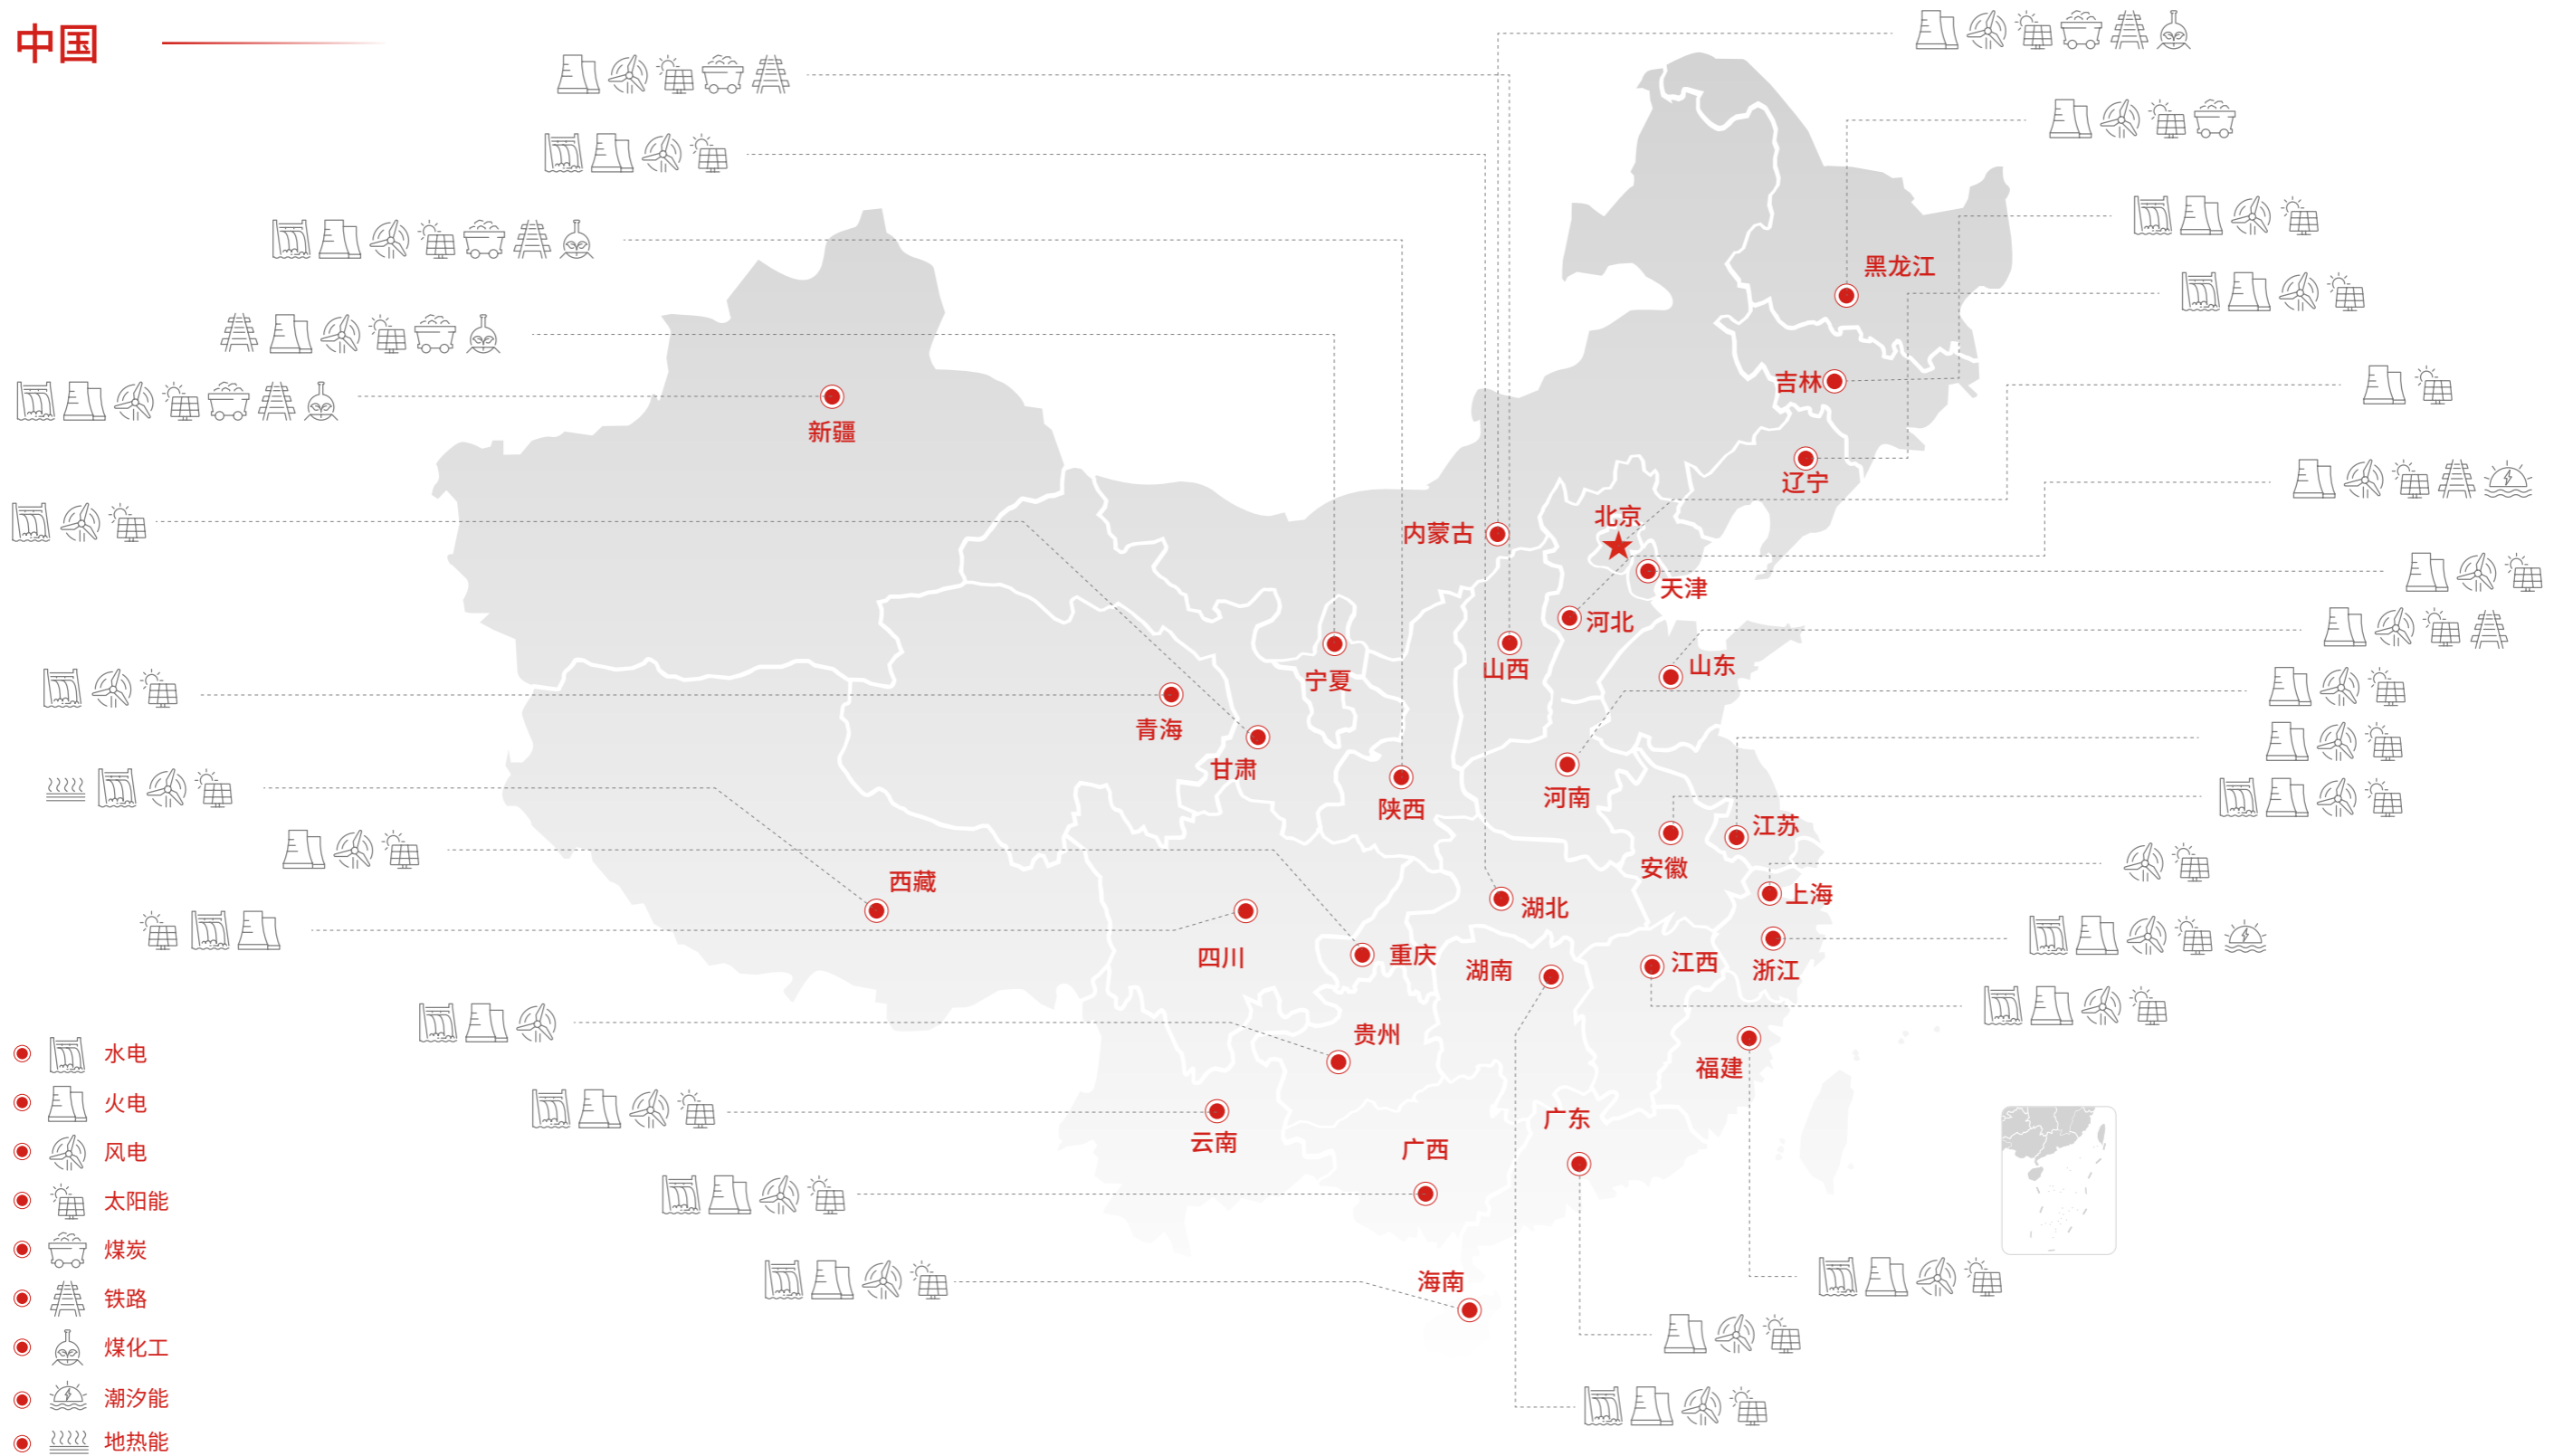 中国
黑龙江
吉林
新疆
辽宁
北京
内蒙古
天津
河北
山东
山西
宁夏
青海
甘肃
河南
陕西
江苏
安徽
西藏
上海
湖北
四川
重庆
湖南
江西
浙江
贵州
福建
广东
云南
广西
海南
水电
火电
风电
太阳能
煤炭
铁路
煤化工
潮汐能
地热能